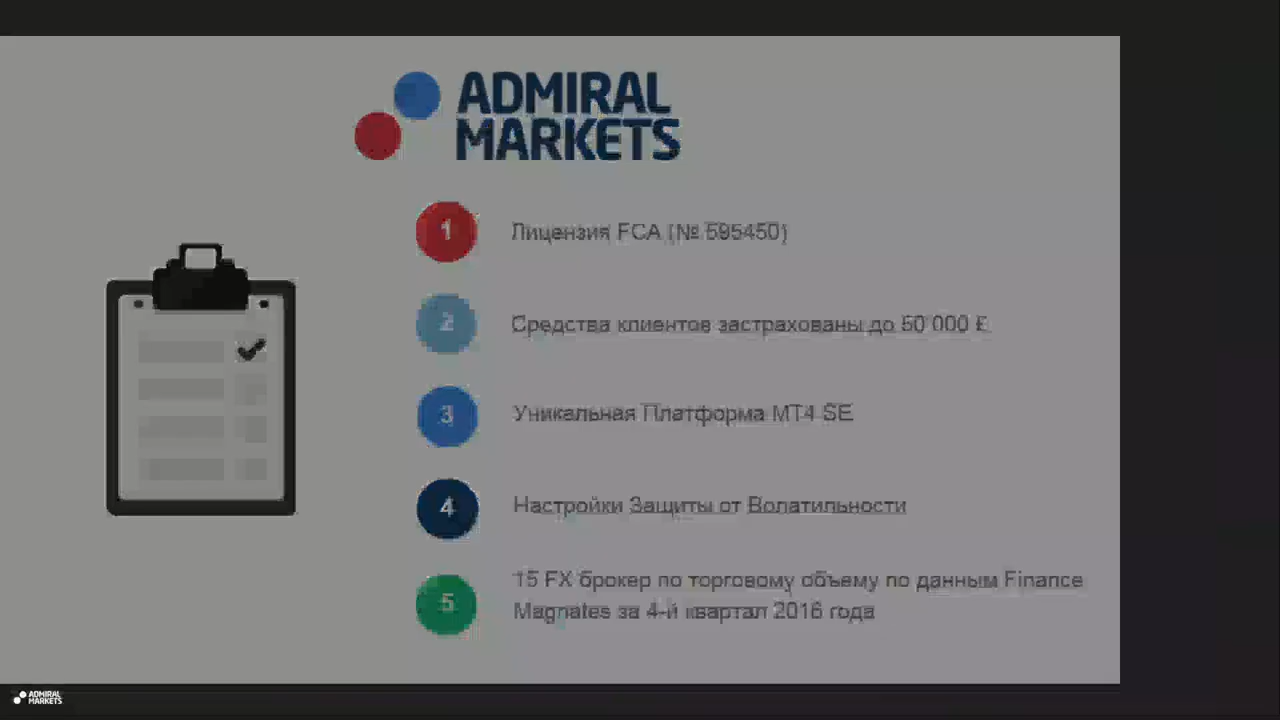 ADMIRAL
MARKETS
1
Лицензия FCA (№ 595450)
2
Средства клиентов застрахованы до 50'000 £
3
Уникальная Платформа MT4 SE
4
Настройки Защиты от Волатильности
5
15 FX брокер по торговому объему по данным Finance
Magnates за 4-й квартал 2016 года
ADMIRAL
MARKETS